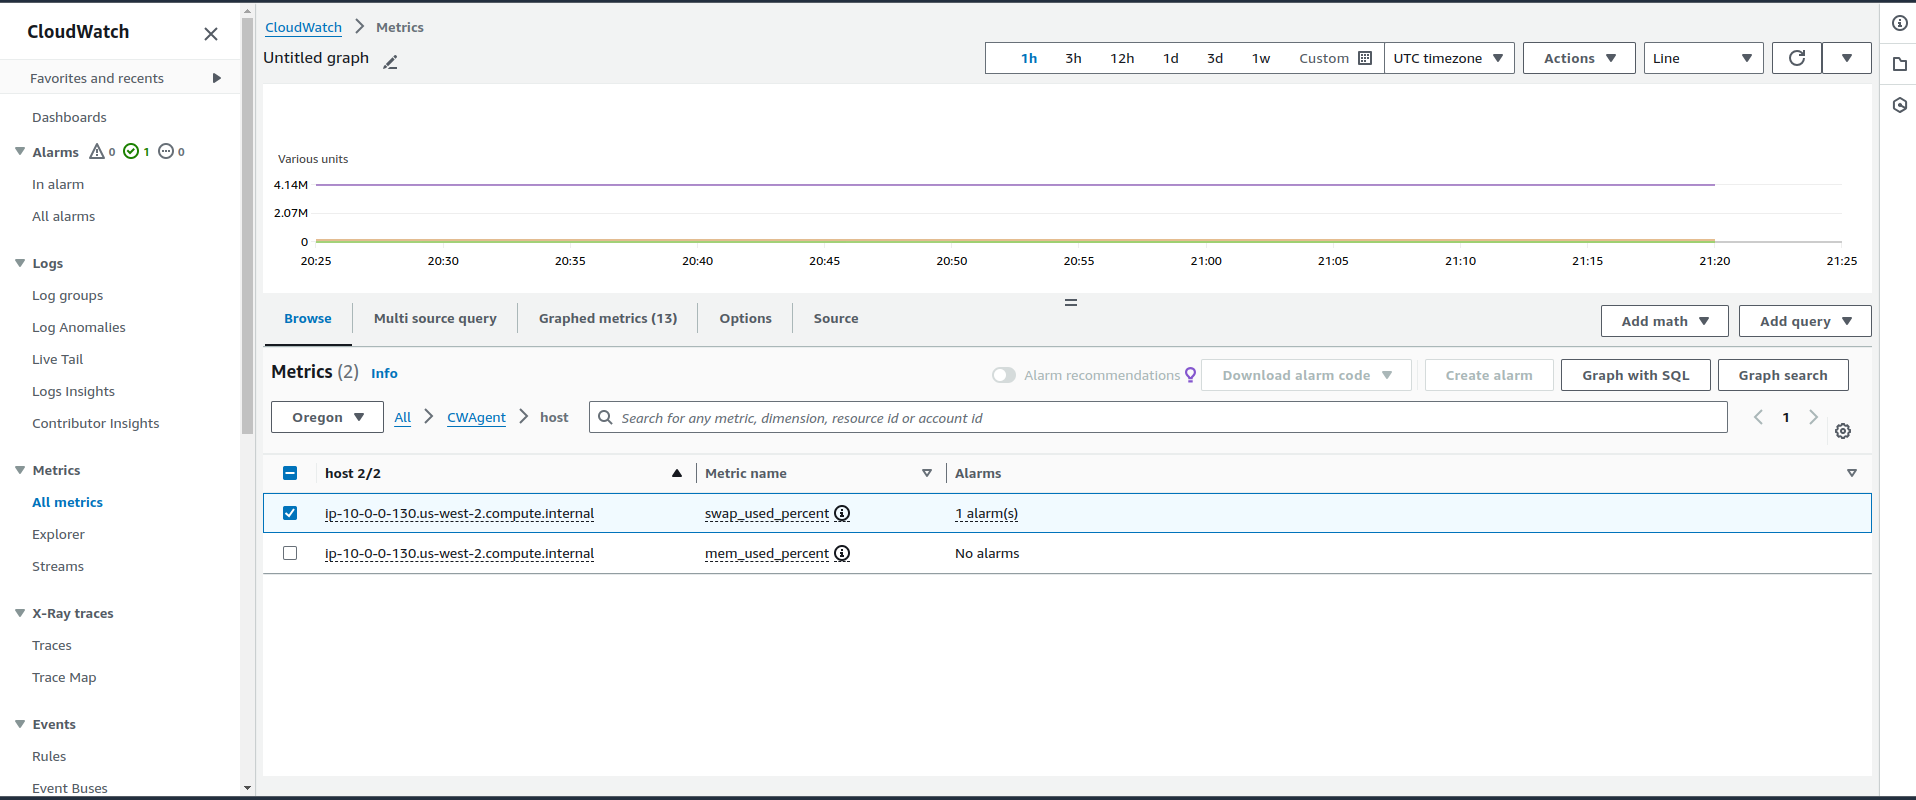 CloudWatch
Favorites and recents
Dashboards
Alarms 0 1 0
In alarm
All alarms
Logs
Log groups
Log Anomalies
Live Tail
Logs Insights
Contributor Insights
Metrics
All metrics
Explorer
Streams
X-Ray traces
Traces
Trace Map
Events
Rules
Event Buses
CloudWatch Metrics
Untitled graph
1h 3h 12h 1d 3d 1w Custom UTC timezone Actions Line
Various units
4.14M
2.07M
0
20:25 20:30 20:35 20:40 20:45 20:50 20:55 21:00 21:05 21:10 21:15 21:20 21:25
Browse Multi source query Graphed metrics (13) Options Source Add math Add query
Metrics (2) Info Alarm recommendations Download alarm code Create alarm Graph with SQL Graph search
Oregon All CWAgent host Search for any metric, dimension, resource id or account id 1
host 2/2 Metric name Alarms
ip-10-0-0-130.us-west-2.compute.internal swap_used_percent 1 alarm(s)
ip-10-0-0-130.us-west-2.compute.internal mem_used_percent No alarms